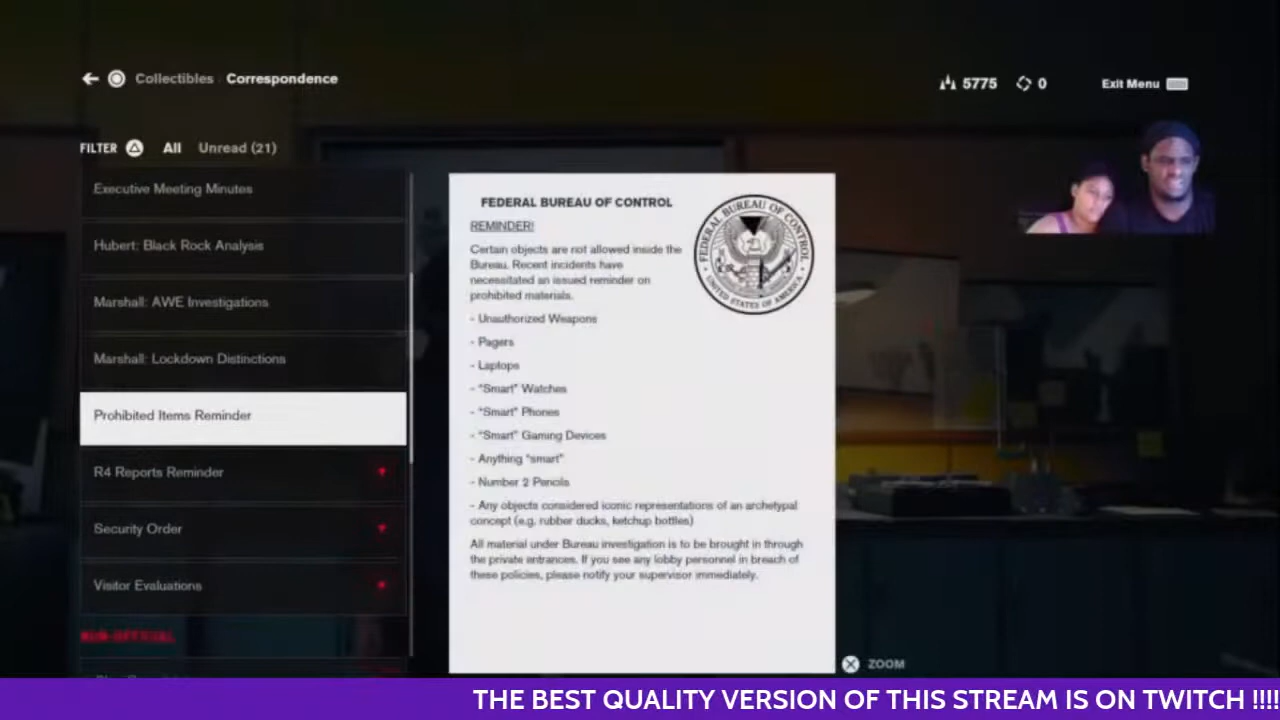 Collectibles Correspondence
5775 0 Exit Menu
FILTER All Unread (21)
Executive Meeting Minutes
Hubert: Black Rock Analysis
Marshall: AWE Investigations
Marshall: Lockdown Distinctions
Prohibited Items Reminder
R4 Reports Reminder
Security Order
Visitor Evaluations
NON-OFFICIAL
FEDERAL BUREAU OF CONTROL
REMINDER!
Certain objects are not allowed inside the
Bureau. Recent incidents have
necessitated an issued reminder on
prohibited materials.
- Unauthorized Weapons
- Pagers
- Laptops
- “Smart” Watches
- “Smart” Phones
- “Smart” Gaming Devices
- Anything “smart”
- Number 2 Pencils
- Any objects considered iconic representations of an archetypal
concept (e.g. rubber ducks, ketchup bottles)
All material under Bureau investigation is to be brought in through
the private entrances. If you see any lobby personnel in breach of
these policies, please notify your supervisor immediately.
FEDERAL BUREAU OF CONTROL
UNITED STATES OF AMERICA
ZOOM
THE BEST QUALITY VERSION OF THIS STREAM IS ON TWITCH !!!!